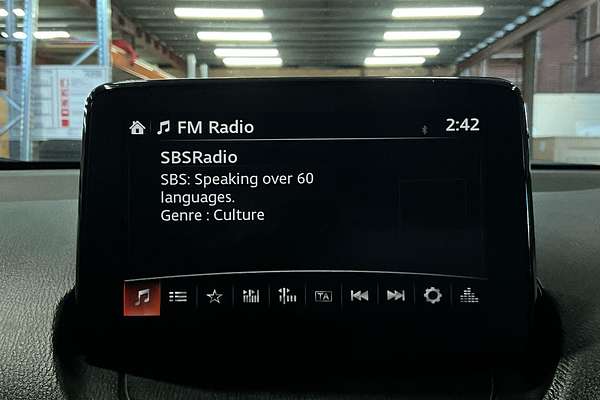 FM Radio
2:42
SBSRadio
SBS: Speaking over 60
languages.
Genre : Culture
TA